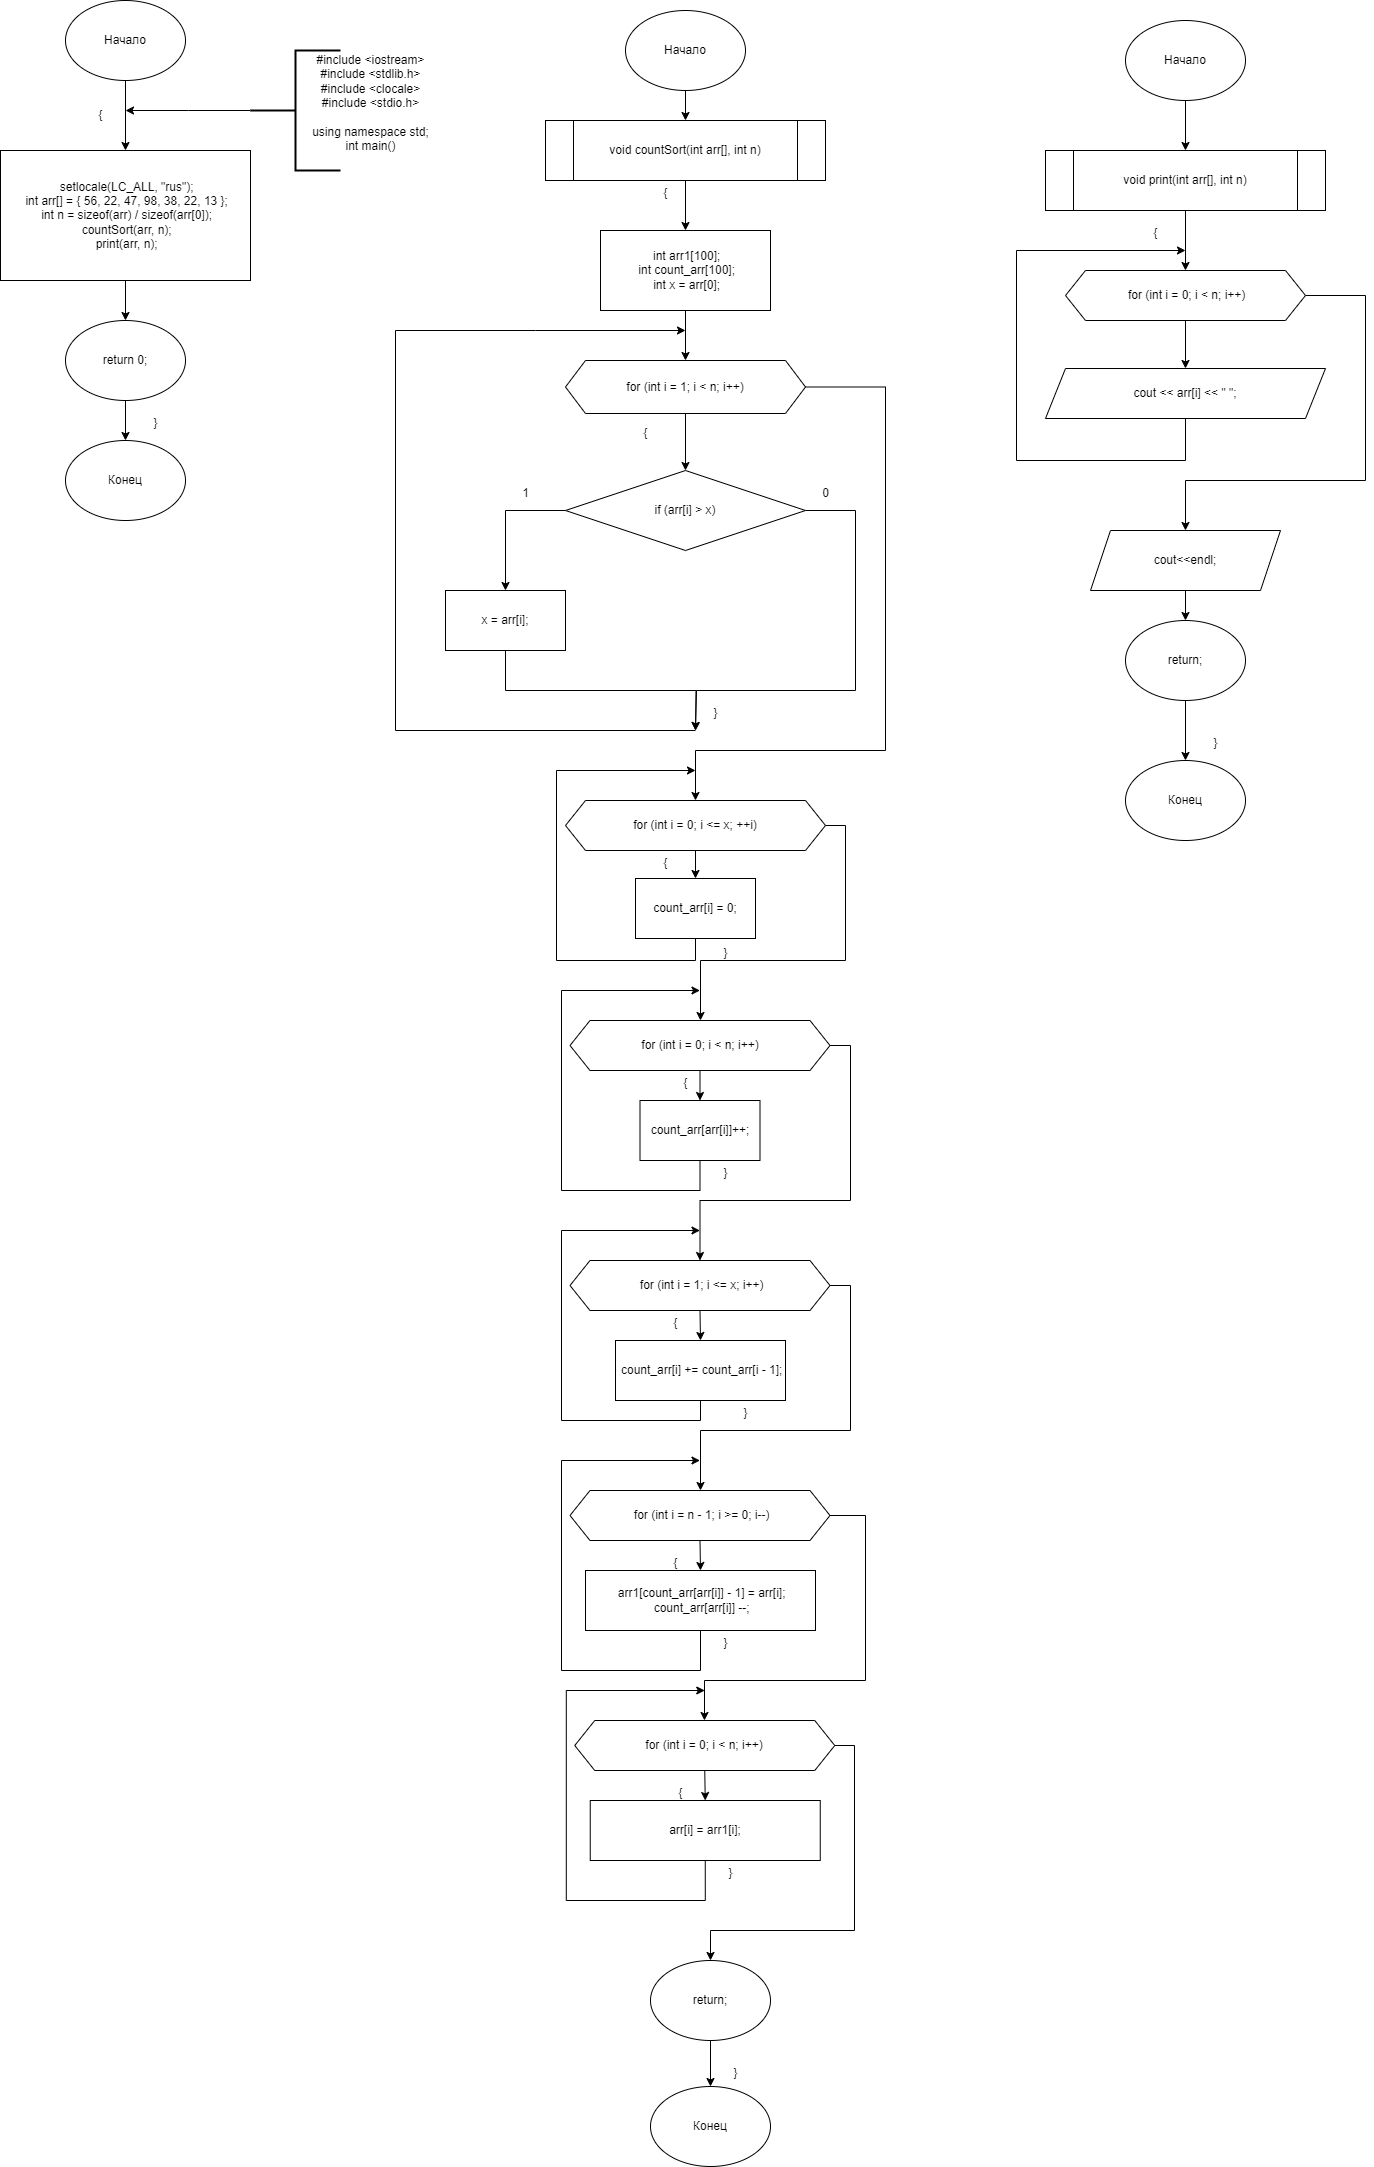 Начало
#include <iostream>
#include <stdlib.h>
#include <clocale>
#include <stdio.h>
using namespace std;
int main()
{
setlocale(LC_ALL, "rus");
int arr[] = { 56, 22, 47, 98, 38, 22, 13 };
int n = sizeof(arr) / sizeof(arr[0]);
countSort(arr, n);
print(arr, n);
return 0;
}
Конец
Начало
void countSort(int arr[], int n)
{
int arr1[100];
int count_arr[100];
int x = arr[0];
for (int i = 1; i < n; i++)
{
1
0
if (arr[i] > x)
x = arr[i];
}
for (int i = 0; i <= x; ++i)
{
count_arr[i] = 0;
}
for (int i = 0; i < n; i++)
{
count_arr[arr[i]]++;
}
for (int i = 1; i <= x; i++)
{
count_arr[i] += count_arr[i - 1];
}
for (int i = n - 1; i >= 0; i--)
{
arr1[count_arr[arr[i]] - 1] = arr[i];
count_arr[arr[i]] --;
}
for (int i = 0; i < n; i++)
{
arr[i] = arr1[i];
}
return;
}
Конец
Начало
void print(int arr[], int n)
{
for (int i = 0; i < n; i++)
cout << arr[i] << " ";
cout<<endl;
return;
}
Конец